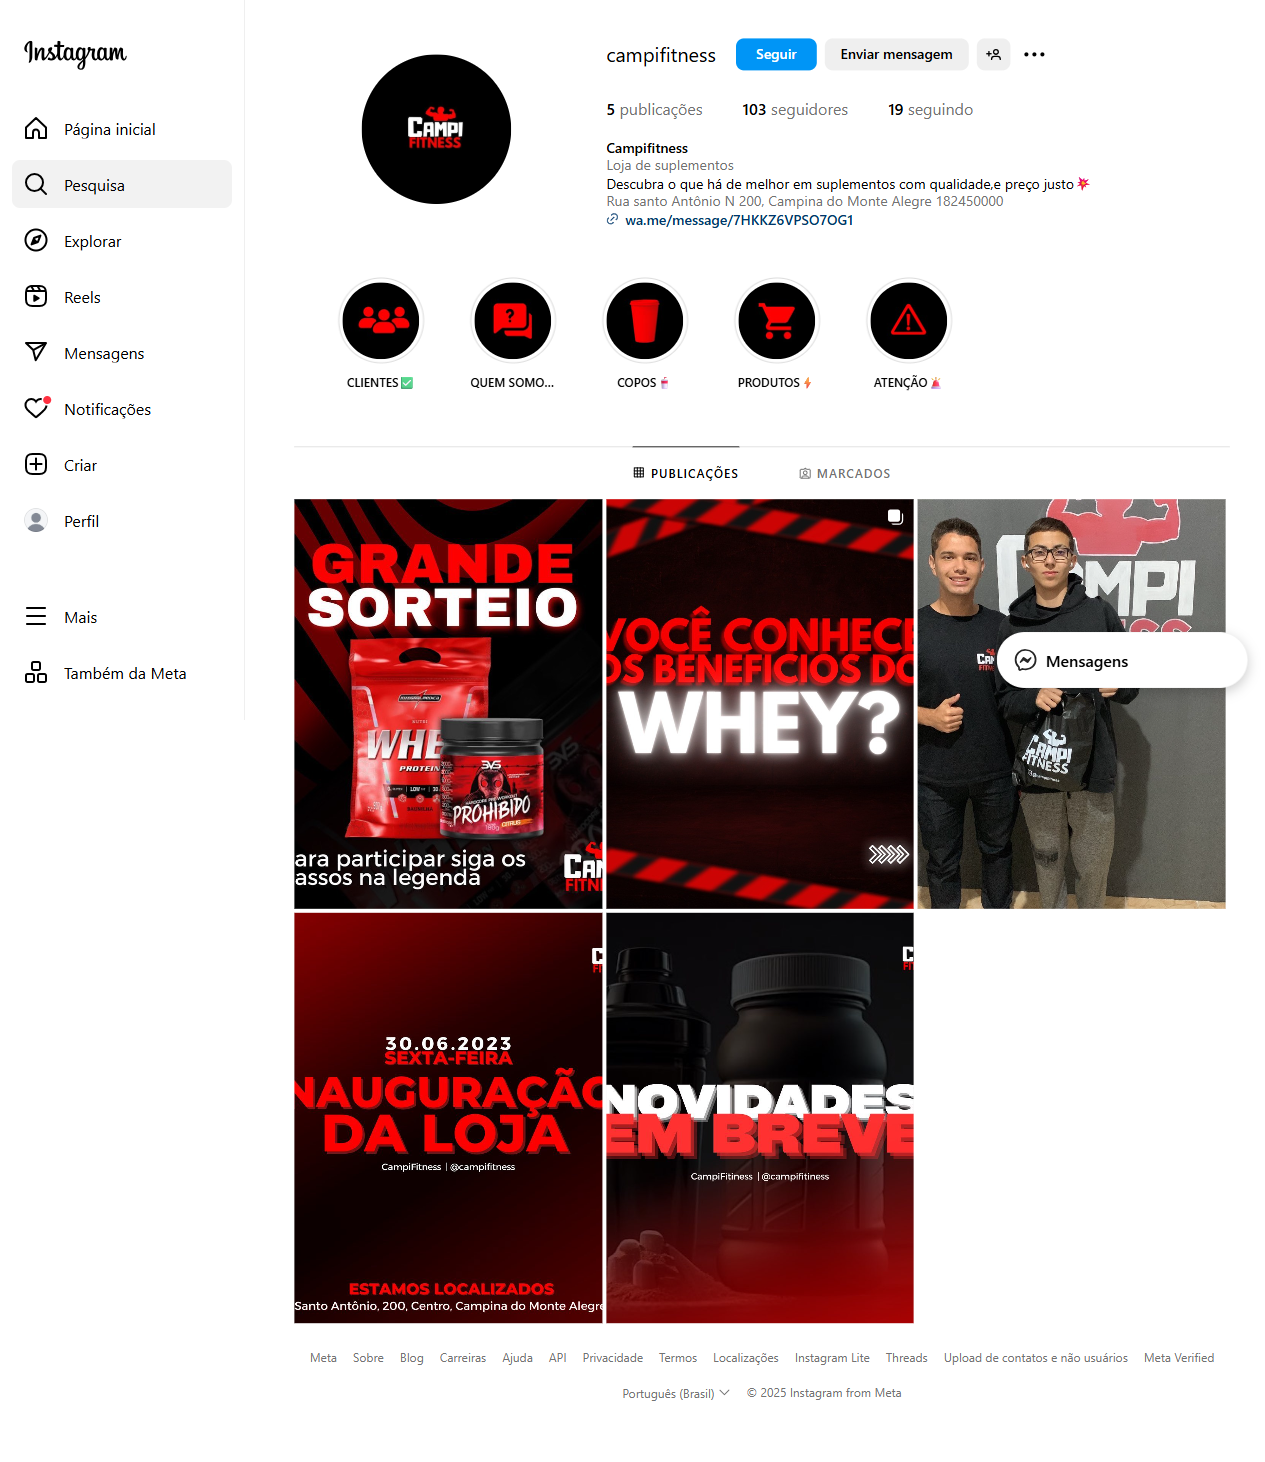 Instagram
Página inicial
Pesquisa
Explorar
Reels
Mensagens
Notificações
Criar
Perfil
Mais
Também da Meta
campifitness
Seguir
Enviar mensagem
5 publicações
103 seguidores
19 seguindo
Campifitness
Loja de suplementos
Descubra o que há de melhor em suplementos com qualidade,e preço justo💥
Rua santo Antônio N 200, Campina do Monte Alegre 182450000
wa.me/message/7HKKZ6VPSO7OG1
CAMPI
FITNESS
CLIENTES✅
QUEM SOMO...
COPOS🥤
PRODUTOS⚡
ATENÇÃO🚨
PUBLICAÇÕES
MARCADOS
GRANDE
SORTEIO
WHE
PROTEIN
3VS
PROHIBIDO
CITRUS
ara participar siga os
assos na legenda
CAM
FITN
VOCÊ CONHECE
OS BENEFICIOS DO
WHEY?
CAMPI
CAMPI
FITNESS
Mensagens
30.06.2023
SEXTA-FEIRA
NAUGURAÇÃO
DA LOJA
CampiFitness | @campifitness
ESTAMOS LOCALIZADOS
Santo Antônio, 200, Centro, Campina do Monte Alegre
NOVIDADES
EM BREVE
CampiFitiness | @campifitiness
Meta
Sobre
Blog
Carreiras
Ajuda
API
Privacidade
Termos
Localizações
Instagram Lite
Threads
Upload de contatos e não usuários
Meta Verified
Português (Brasil)
© 2025 Instagram from Meta